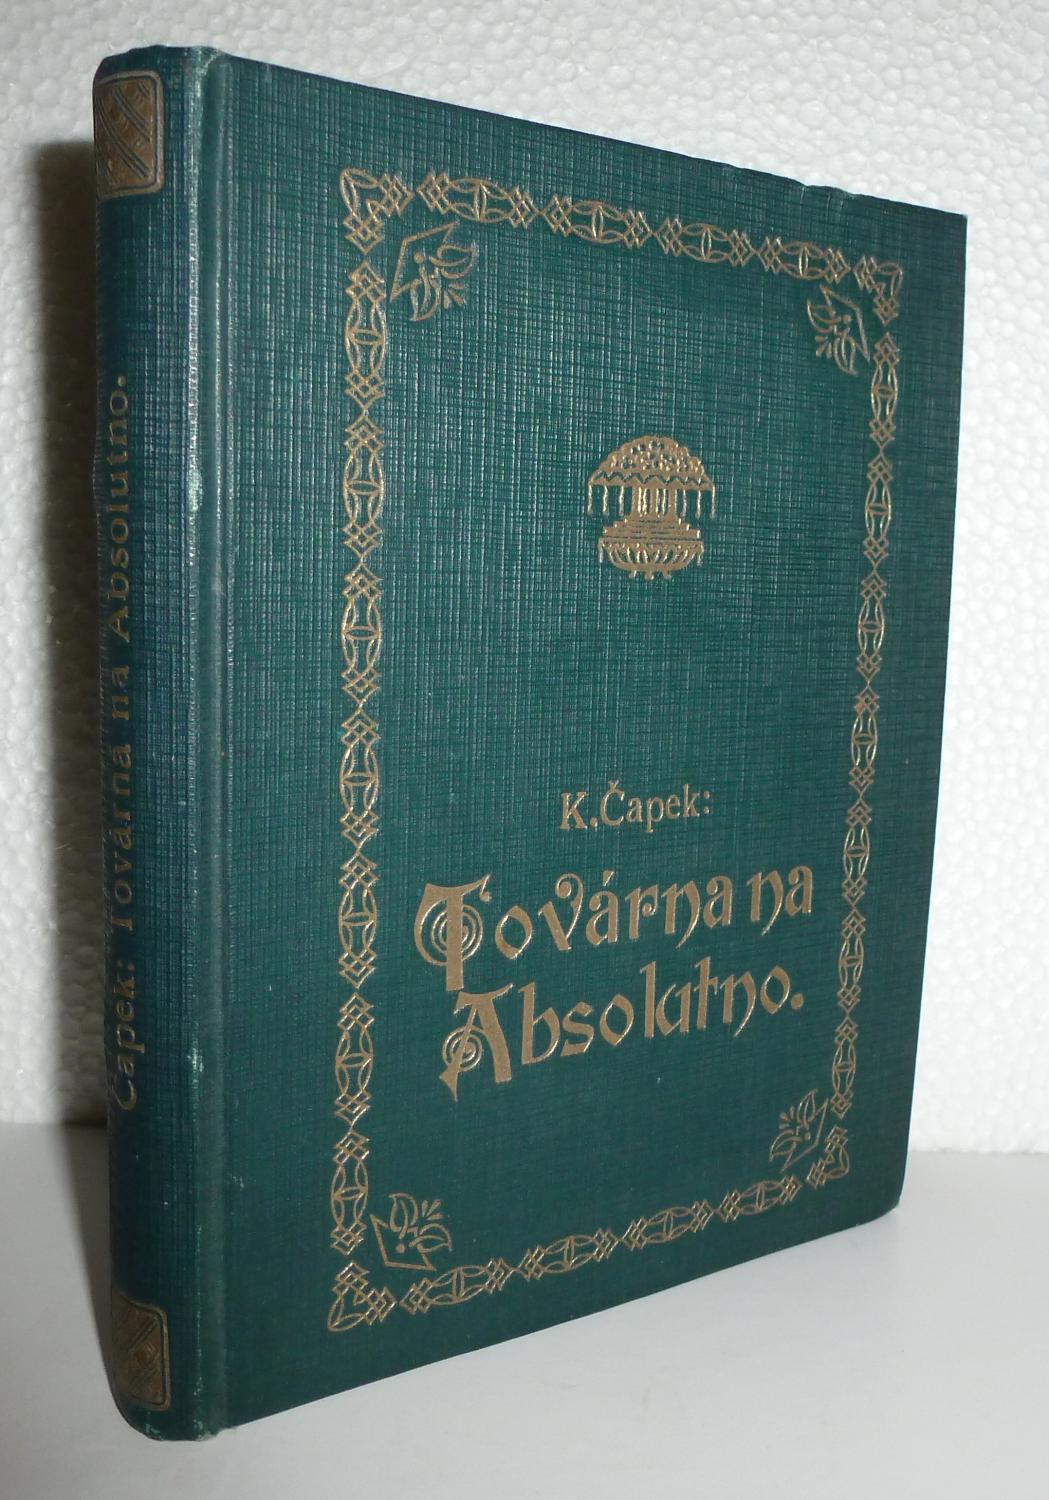 K. Čapek:
Továrna na
Absolutno.
Čapek: Továrna na Absolutno.